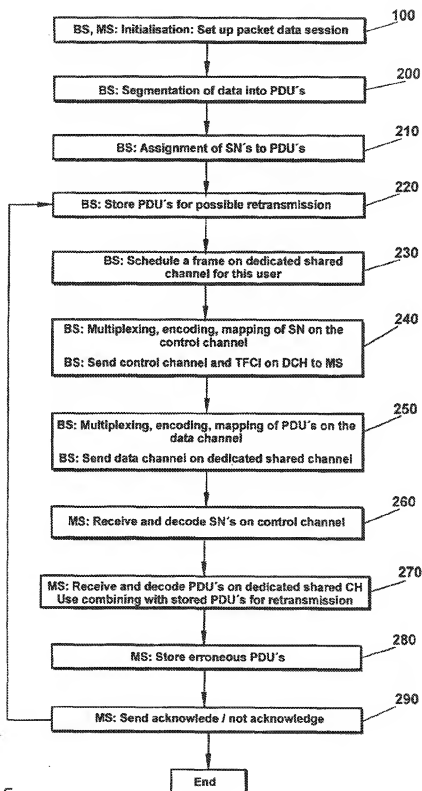 100
BS, MS: Initialisation: Set up packet data session
200
BS: Segmentation of data into PDU´s
210
BS: Assignment of SN´s to PDU´s
220
BS: Store PDU´s for possible retransmission
230
BS: Schedule a frame on dedicated shared
channel for this user
240
BS: Multiplexing, encoding, mapping of SN on the
control channel
BS: Send control channel and TFCI on DCH to MS
250
BS: Multiplexing, encoding, mapping of PDU´s on the
data channel
BS: Send data channel on dedicated shared channel
260
MS: Receive and decode SN´s on control channel
270
MS: Receive and decode PDU´s on dedicated shared CH
Use combining with stored PDU´s for retransmission
280
MS: Store erroneous PDU´s
290
MS: Send acknowlede / not acknowledge
End